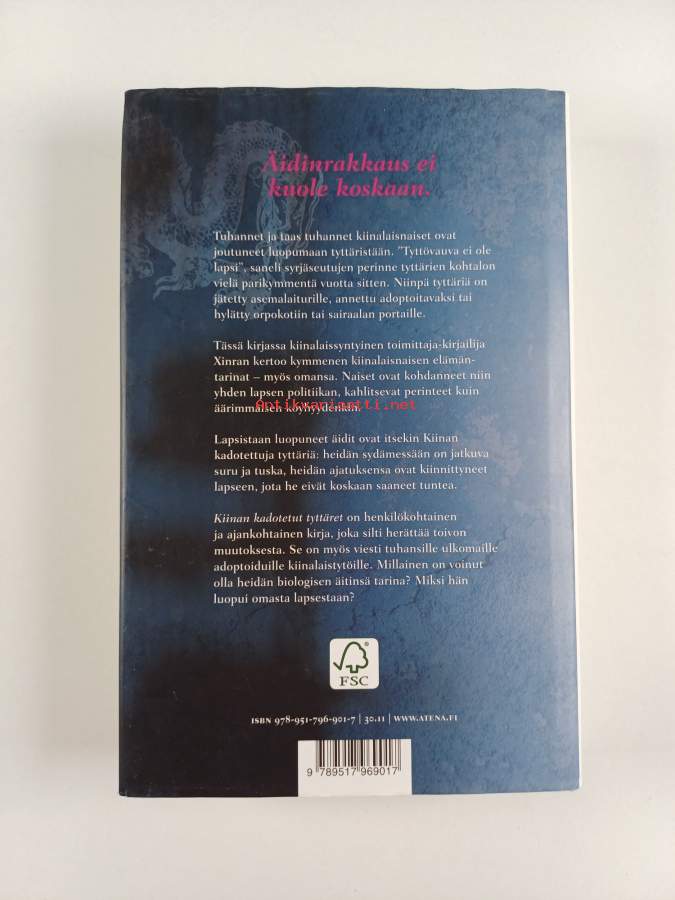 Äidinrakkaus ei
kuole koskaan.
Tuhannet ja taas tuhannet kiinalaisnaiset ovat
joutuneet luopumaan tyttäristään. "Tyttövauva ei ole
lapsi", saneli syrjäseutujen perinne tyttärien kohtalon
vielä parikymmentä vuotta sitten. Niinpä tyttäriä on
jätetty asemalaiturille, annettu adoptoitavaksi tai
hylätty orpokotiin tai sairaalan portaille.
Tässä kirjassa kiinalaissyntyinen toimittaja-kirjailija
Xinran kertoo kymmenen kiinalaisnaisen elämän-
tarinat – myös omansa. Naiset ovat kohdanneet niin
yhden lapsen politiikan, kahlitsevat perinteet kuin
Antikvariaatti.net
äärimmäisen köyhyydenkin.
Lapsistaan luopuneet äidit ovat itsekin Kiinan
kadotettuja tyttäriä: heidän sydämessään on jatkuva
suru ja tuska, heidän ajatuksensa ovat kiinnittyneet
lapseen, jota he eivät koskaan saaneet tuntea.
Kiinan kadotetut tyttäret on henkilökohtainen
ja ajankohtainen kirja, joka silti herättää toivon
muutoksesta. Se on myös viesti tuhansille ulkomaille
adoptoiduille kiinalaistytöille. Millainen on voinut
olla heidän biologisen äitinsä tarina? Miksi hän
luopui omasta lapsestaan?
FSC
ISBN 978-951-796-901-7 | 30.11 | WWW.ATENA.FI
9 789517 969017